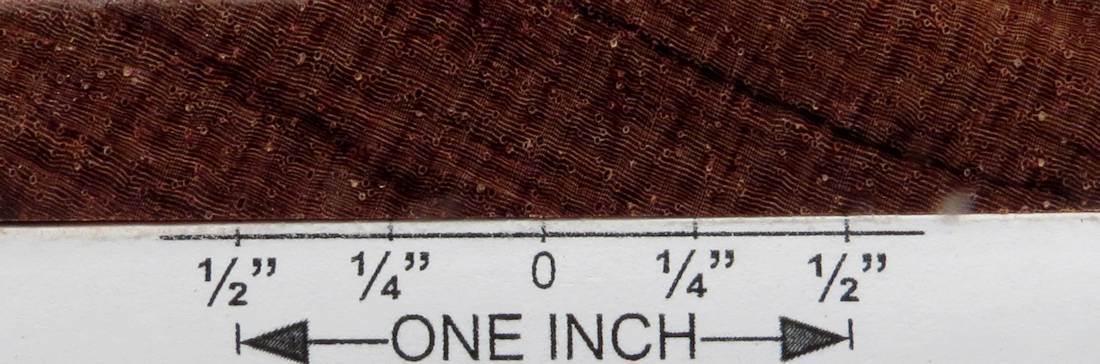 ½” ¼” 0 ¼” ½”
ONE INCH